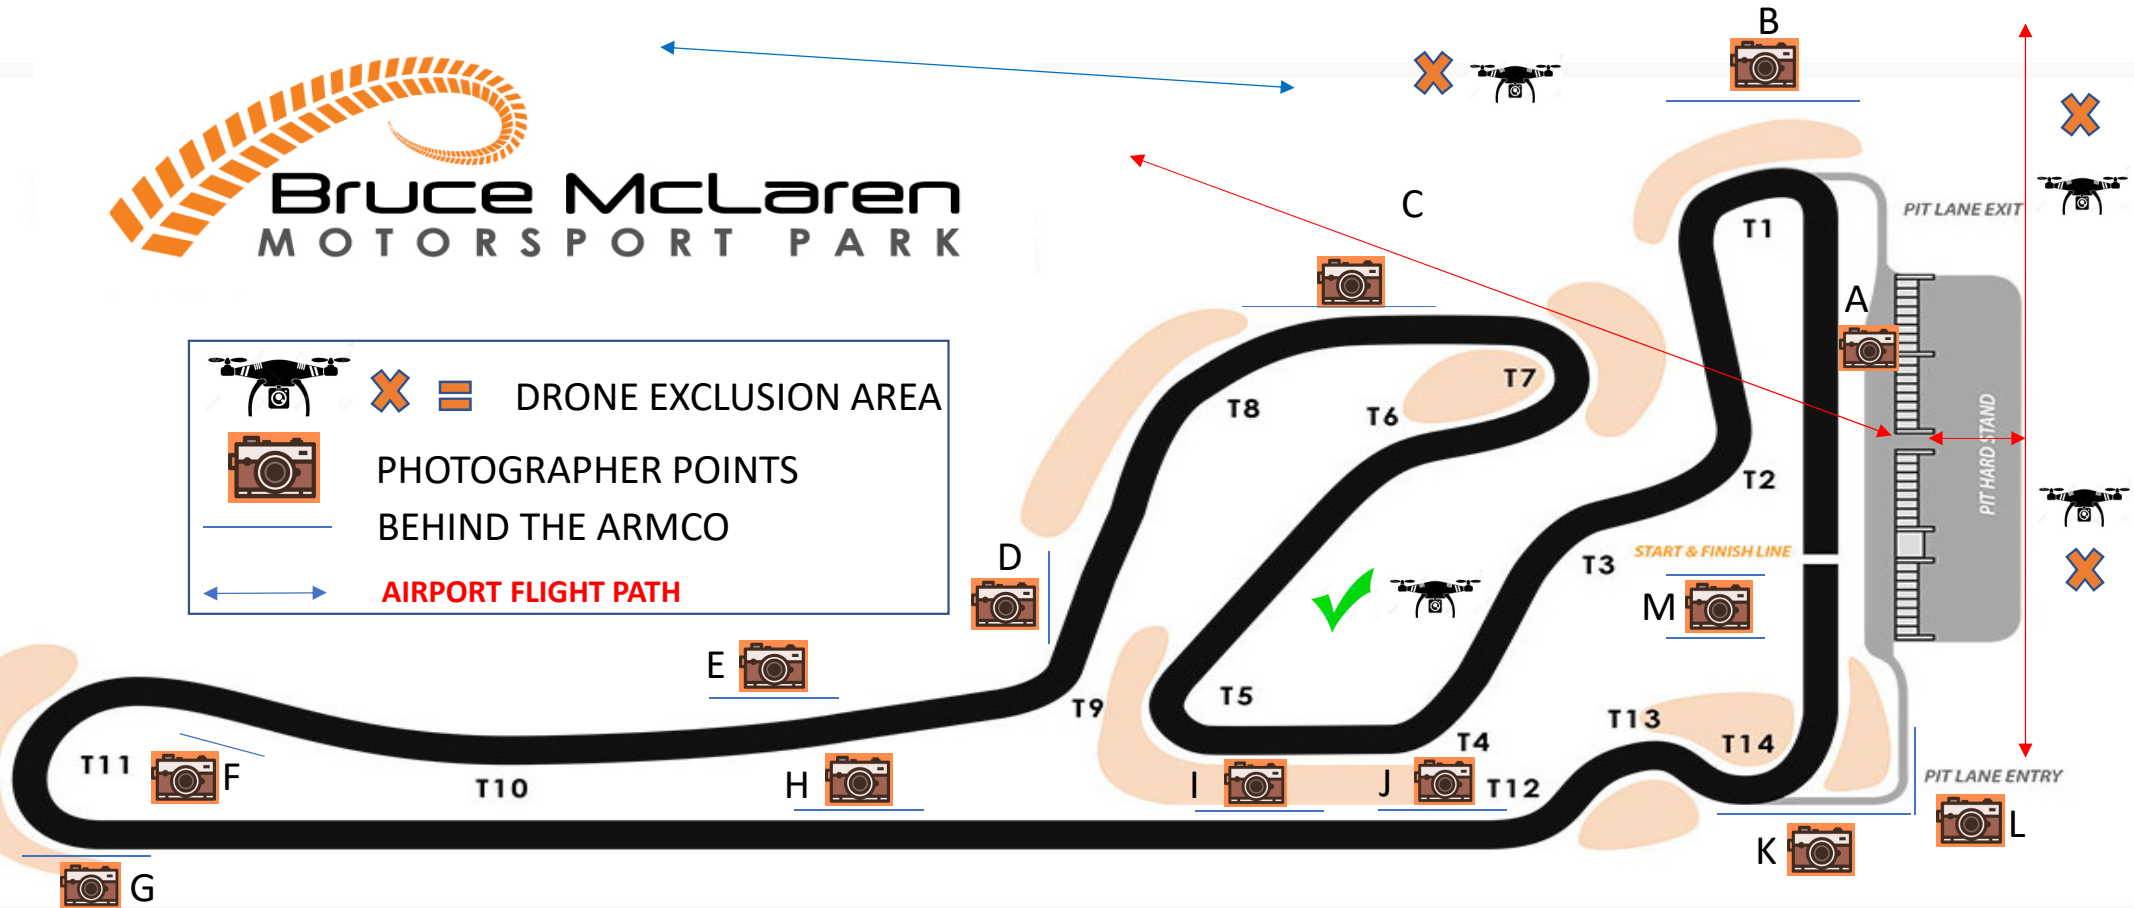 B
Bruce McLaren
MOTORSPORT PARK
C
PIT LANE EXIT
T1
A
DRONE EXCLUSION AREA
PHOTOGRAPHER POINTS
BEHIND THE ARMCO
AIRPORT FLIGHT PATH
T7
T8
T6
PIT HARD STAND
T2
START & FINISH LINE
D
T3
M
E
T5
T9
T13
T14
T4
T11
F
T10
H
I
J
T12
PIT LANE ENTRY
L
K
G